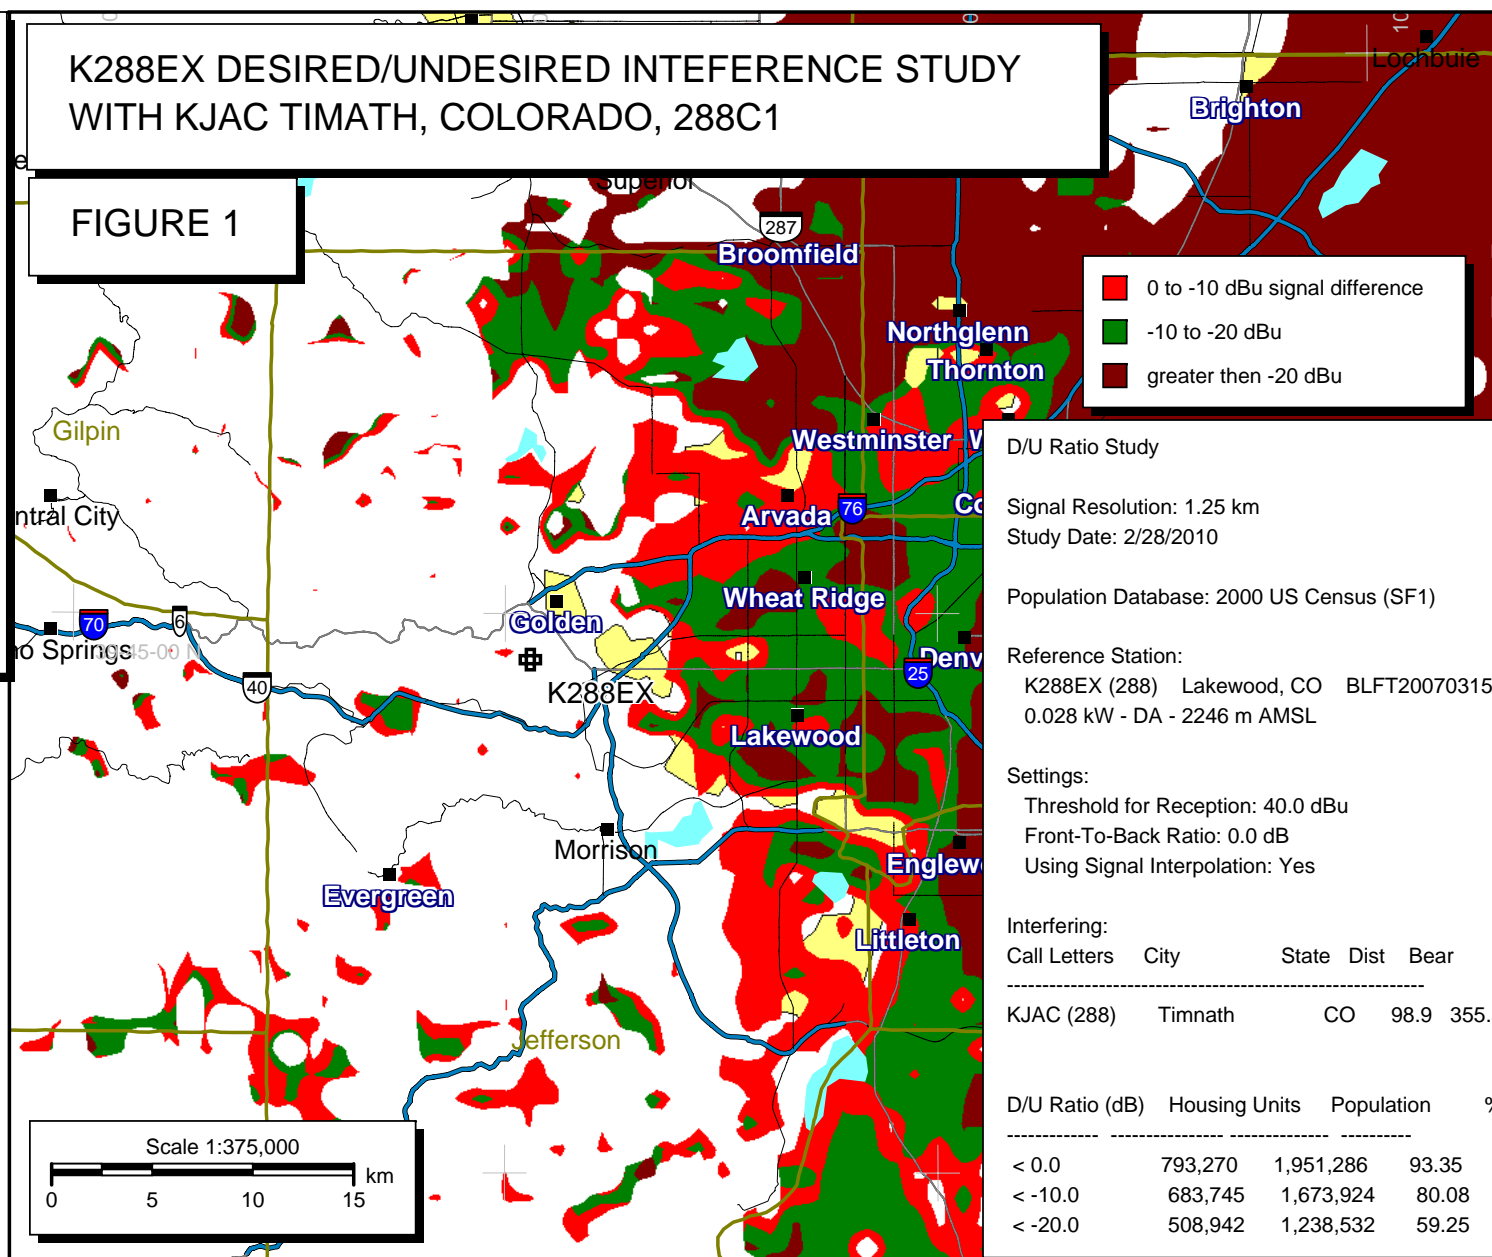 K288EX DESIRED/UNDESIRED INTEFERENCE STUDY
WITH KJAC TIMATH, COLORADO, 288C1
FIGURE 1
Lochbuie
Brighton
Superior
287
Broomfield
0 to -10 dBu signal difference
-10 to -20 dBu
greater then -20 dBu
Northglenn
Thornton
Gilpin
Westminster
ntral City
Arvada
76
Co
Wheat Ridge
Golden
70
6
o Springs
45-00 N
Denv
25
40
K288EX
Lakewood
Morrison
Englew
Evergreen
Littleton
Jefferson
D/U Ratio Study
Signal Resolution: 1.25 km
Study Date: 2/28/2010
Population Database: 2000 US Census (SF1)
Reference Station:
K288EX (288) Lakewood, CO BLFT20070315
0.028 kW - DA - 2246 m AMSL
Settings:
Threshold for Reception: 40.0 dBu
Front-To-Back Ratio: 0.0 dB
Using Signal Interpolation: Yes
Interfering:
Call Letters City State Dist Bear
KJAC (288) Timnath CO 98.9 355.
D/U Ratio (dB) Housing Units Population %
< 0.0 793,270 1,951,286 93.35
< -10.0 683,745 1,673,924 80.08
< -20.0 508,942 1,238,532 59.25
Scale 1:375,000
km
0 5 10 15